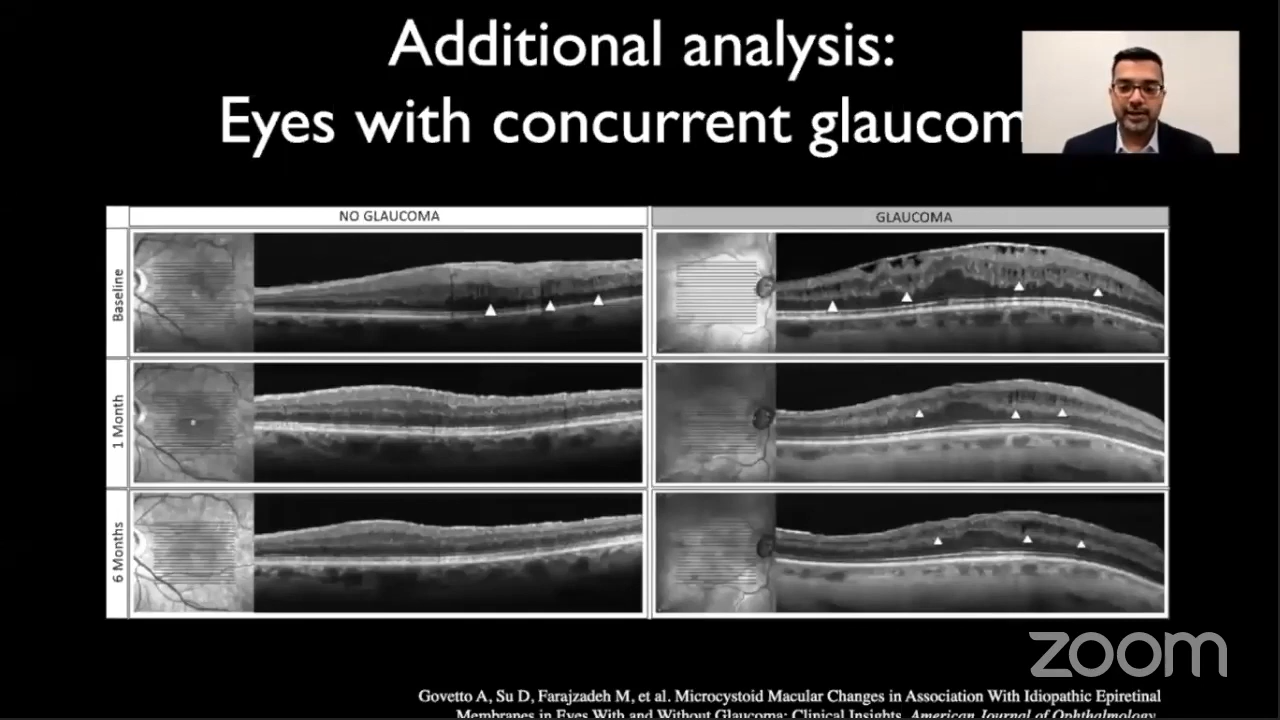 Additional analysis:
Eyes with concurrent glaucom
NO GLAUCOMA
GLAUCOMA
Baseline
1 Month
6 Months
zoom
Govetto A, Su D, Farajzadeh M, et al. Microcystoid Macular Changes in Association With Idiopathic Epiretinal
Membranes in Eyes With and Without Glaucoma: Clinical Insights. American Journal of Ophthalmology.